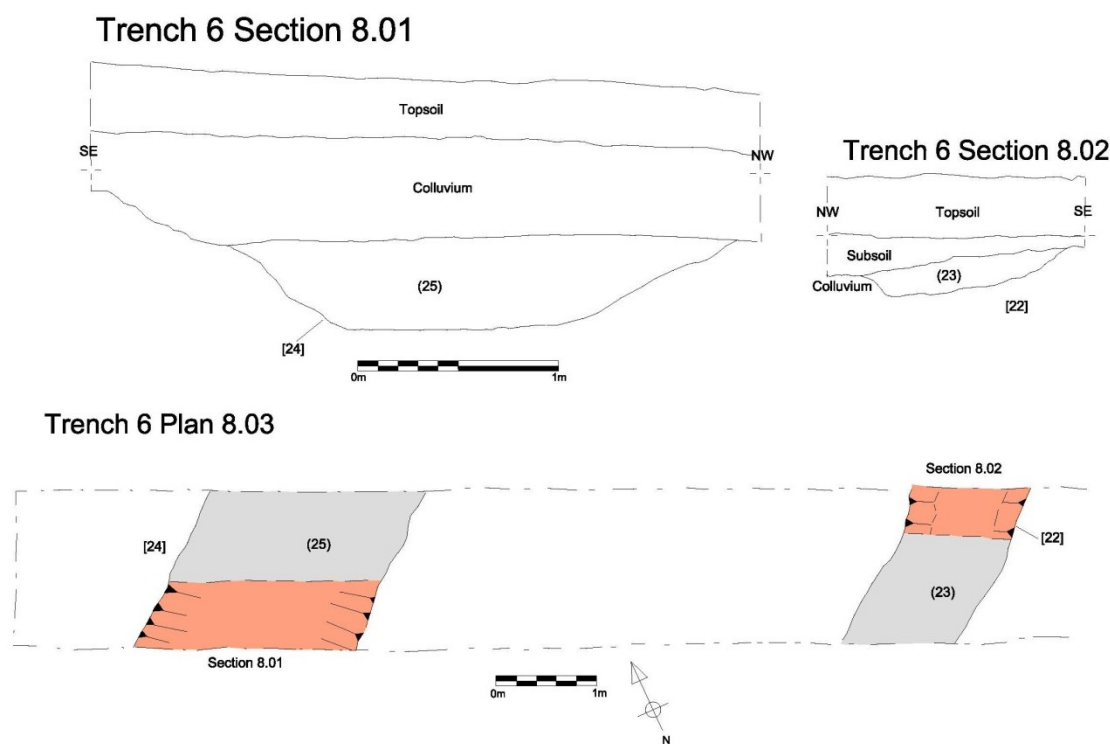 Trench 6 Section 8.01
Topsoil
SE
NW
Colluvium
(25)
[24]
0m
1m
Trench 6 Section 8.02
NW
Topsoil
SE
Subsoil
(23)
Colluvium
[22]
Trench 6 Plan 8.03
Section 8.02
[24]
(25)
[22]
(23)
Section 8.01
0m
1m
N